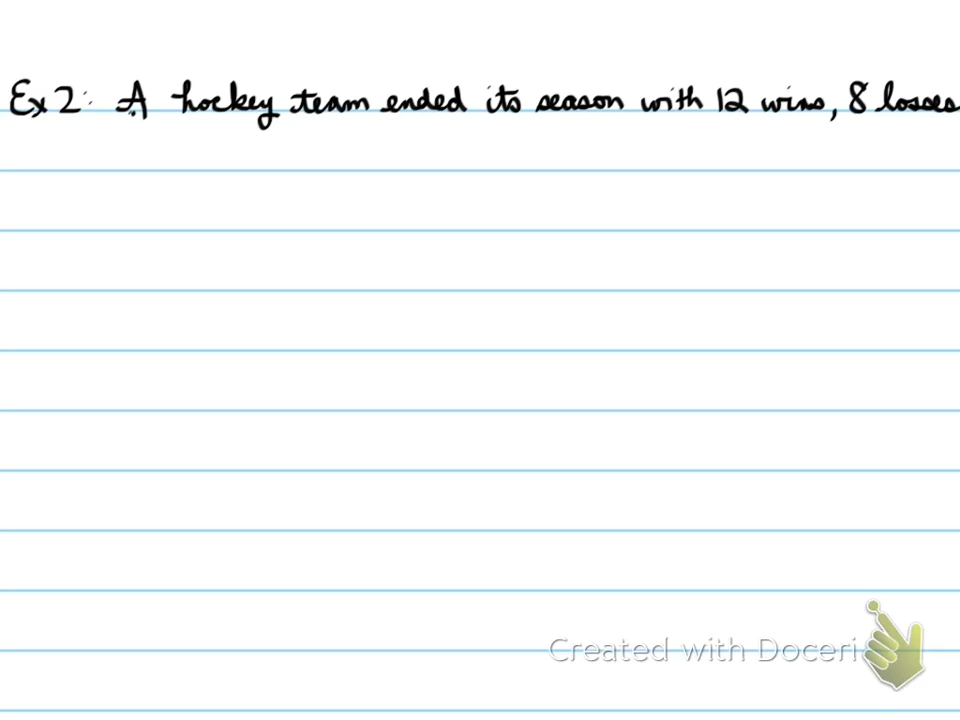 Ex 2: A hockey team ended its season with 12 wins, 8 losses
Created with Doceri